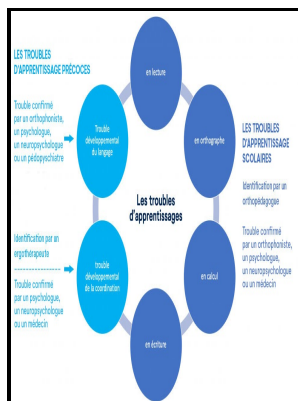 LES TROUBLES
D'APPRENTISSAGE PRÉCOCES
Trouble confirmé
par un orthophoniste,
un psychologue,
un neuropsychologue
ou un pédopsychiatre
Identification par un
ergothérapeute
Trouble confirmé
par un psychologue,
un neuropsychologue
ou un médecin
Trouble
développemental
du langage
trouble
développemental
de la coordination
en lecture
en orthographe
Les troubles
d'apprentissages
en calcul
en écriture
LES TROUBLES
D'APPRENTISSAGE
SCOLAIRES
Identification par un
orthopédagogue
Trouble confirmé
par un orthophoniste,
un psychologue,
un neuropsychologue
ou un médecin